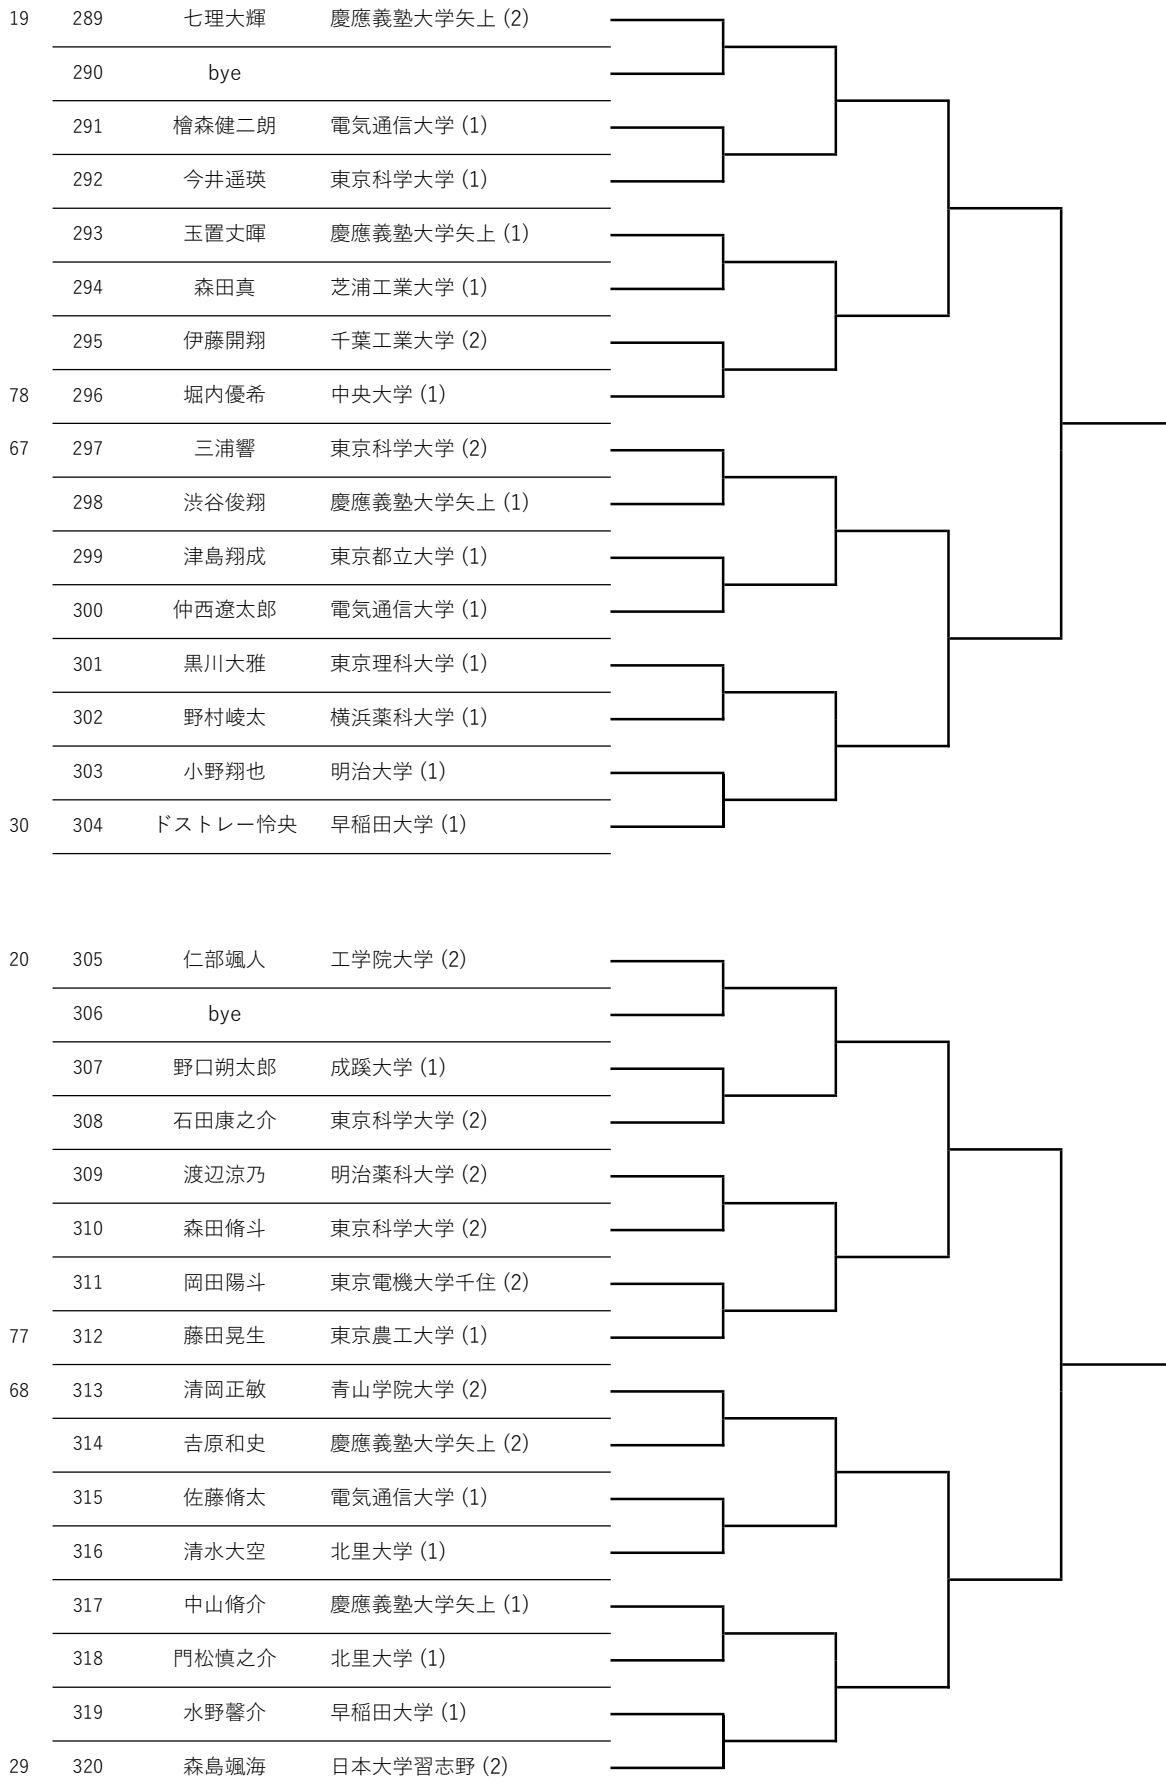 19 289 七理大輝 慶應義塾大学矢上 (2)
290 bye
291 檜森健二朗 電気通信大学 (1)
292 今井遥瑛 東京科学大学 (1)
293 玉置丈暉 慶應義塾大学矢上 (1)
294 森田真 芝浦工業大学 (1)
295 伊藤開翔 千葉工業大学 (2)
78 296 堀内優希 中央大学 (1)
67 297 三浦響 東京科学大学 (2)
298 渋谷俊翔 慶應義塾大学矢上 (1)
299 津島翔成 東京都立大学 (1)
300 仲西遼太郎 電気通信大学 (1)
301 黒川大雅 東京理科大学 (1)
302 野村崚太 横浜薬科大学 (1)
303 小野翔也 明治大学 (1)
30 304 ドストレー怜央 早稲田大学 (1)
20 305 仁部颯人 工学院大学 (2)
306 bye
307 野口朔太郎 成蹊大学 (1)
308 石田康之介 東京科学大学 (2)
309 渡辺涼乃 明治薬科大学 (2)
310 森田脩斗 東京科学大学 (2)
311 岡田陽斗 東京電機大学千住 (2)
77 312 藤田晃生 東京農工大学 (1)
68 313 清岡正敏 青山学院大学 (2)
314 𠮷原和史 慶應義塾大学矢上 (2)
315 佐藤脩太 電気通信大学 (1)
316 清水大空 北里大学 (1)
317 中山脩介 慶應義塾大学矢上 (1)
318 門松慎之介 北里大学 (1)
319 水野馨介 早稲田大学 (1)
29 320 森島颯海 日本大学習志野 (2)